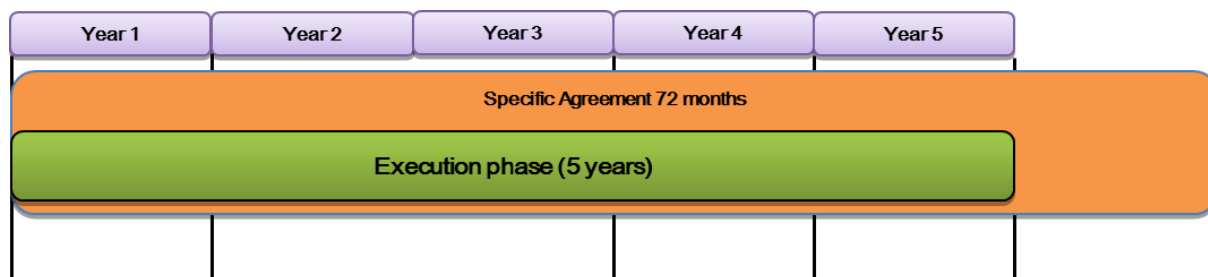 Year 1 Year 2 Year 3 Year 4 Year 5
Specific Agreement 72 months
Execution phase (5 years)